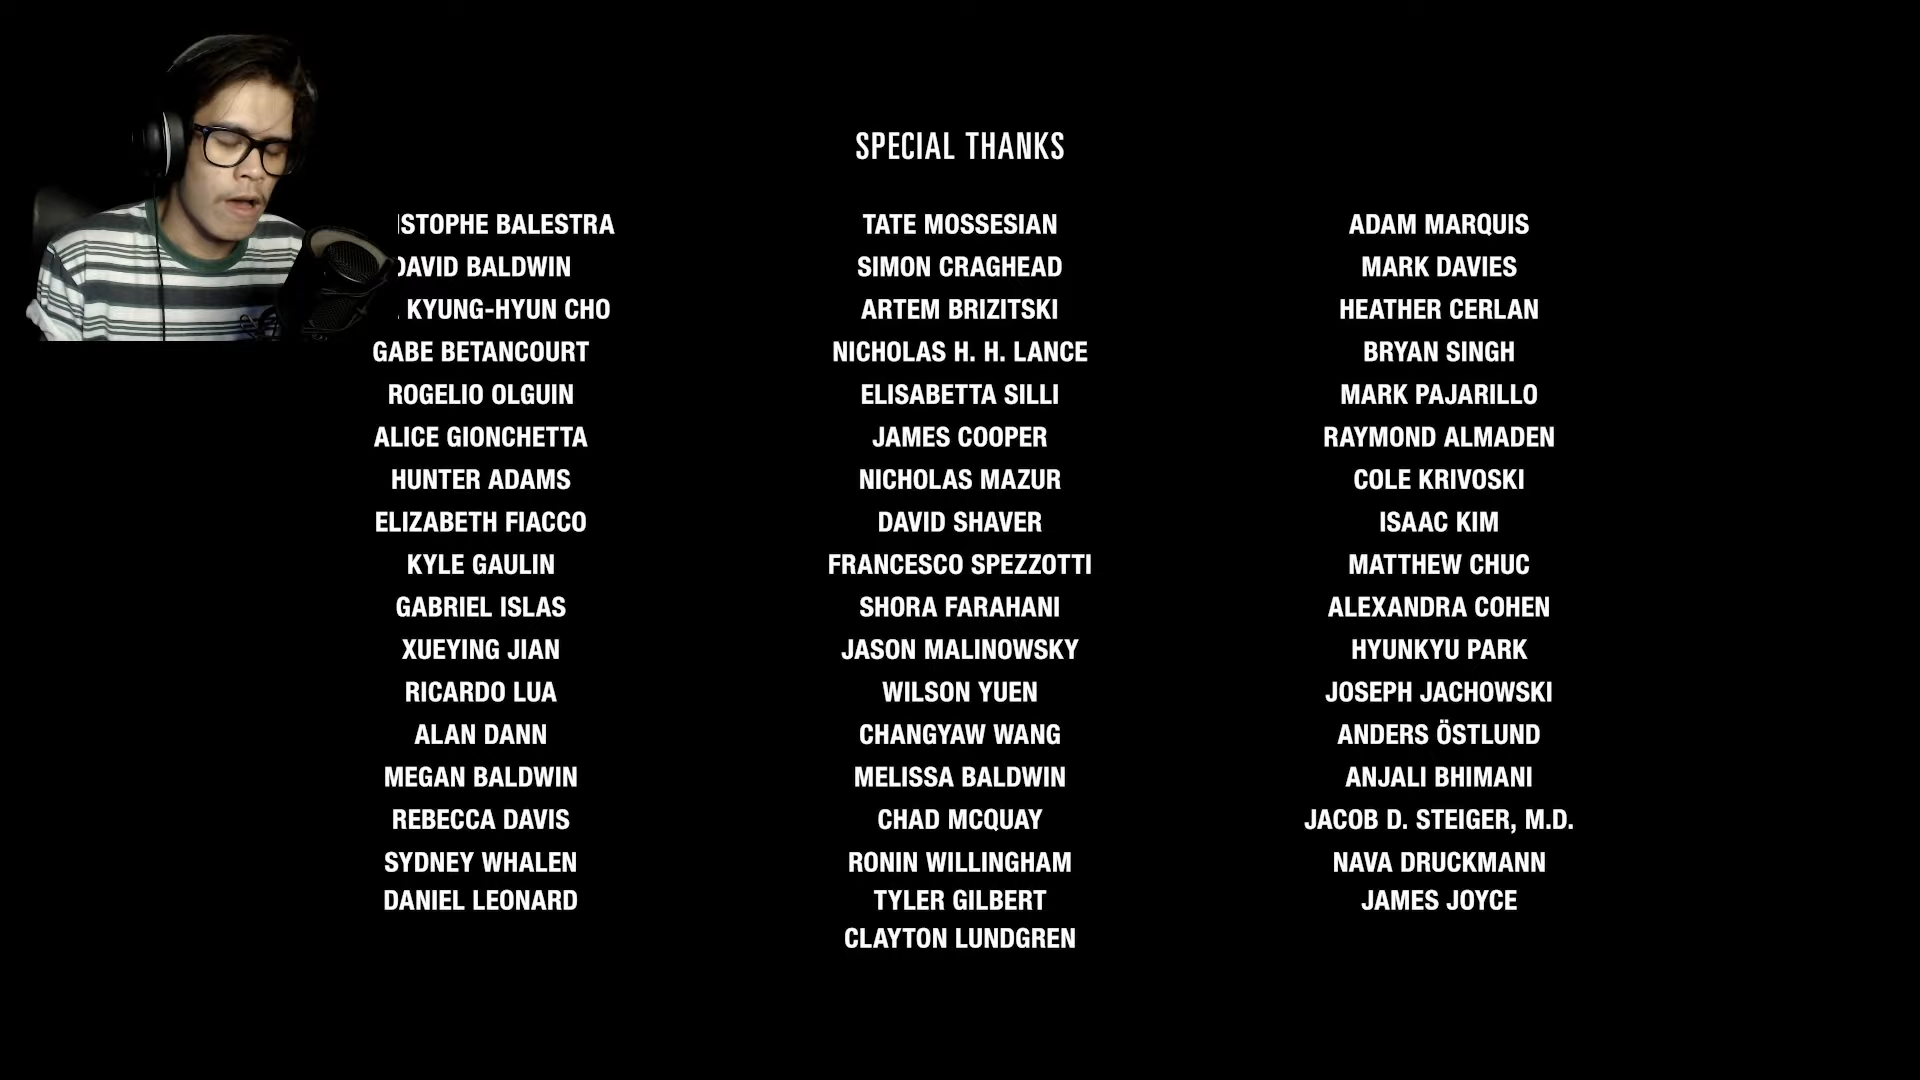 SPECIAL THANKS
BALESTRA
DAVID BALDWIN
KYUNG-HYUN CHO
GABE BETANCOURT
ROGELIO OLGUIN
ALICE GIONCHETTA
HUNTER ADAMS
ELIZABETH FIACCO
KYLE GAULIN
GABRIEL ISLAS
XUEYING JIAN
RICARDO LUA
ALAN DANN
MEGAN BALDWIN
REBECCA DAVIS
SYDNEY WHALEN
DANIEL LEONARD
TATE MOSSESIAN
SIMON CRAGHEAD
ARTEM BRIZITSKI
NICHOLAS H. H. LANCE
ELISABETTA SILLI
JAMES COOPER
NICHOLAS MAZUR
DAVID SHAVER
FRANCESCO SPEZZOTTI
SHORA FARAHANI
JASON MALINOWSKY
WILSON YUEN
CHANGYAW WANG
MELISSA BALDWIN
CHAD MCQUAY
RONIN WILLINGHAM
TYLER GILBERT
CLAYTON LUNDGREN
ADAM MARQUIS
MARK DAVIES
HEATHER CERLAN
BRYAN SINGH
MARK PAJARILLO
RAYMOND ALMADEN
COLE KRIVOSKI
ISAAC KIM
MATTHEW CHUC
ALEXANDRA COHEN
HYUNKYU PARK
JOSEPH JACHOWSKI
ANDERS ÖSTLUND
ANJALI BHIMANI
JACOB D. STEIGER, M.D.
NAVA DRUCKMANN
JAMES JOYCE